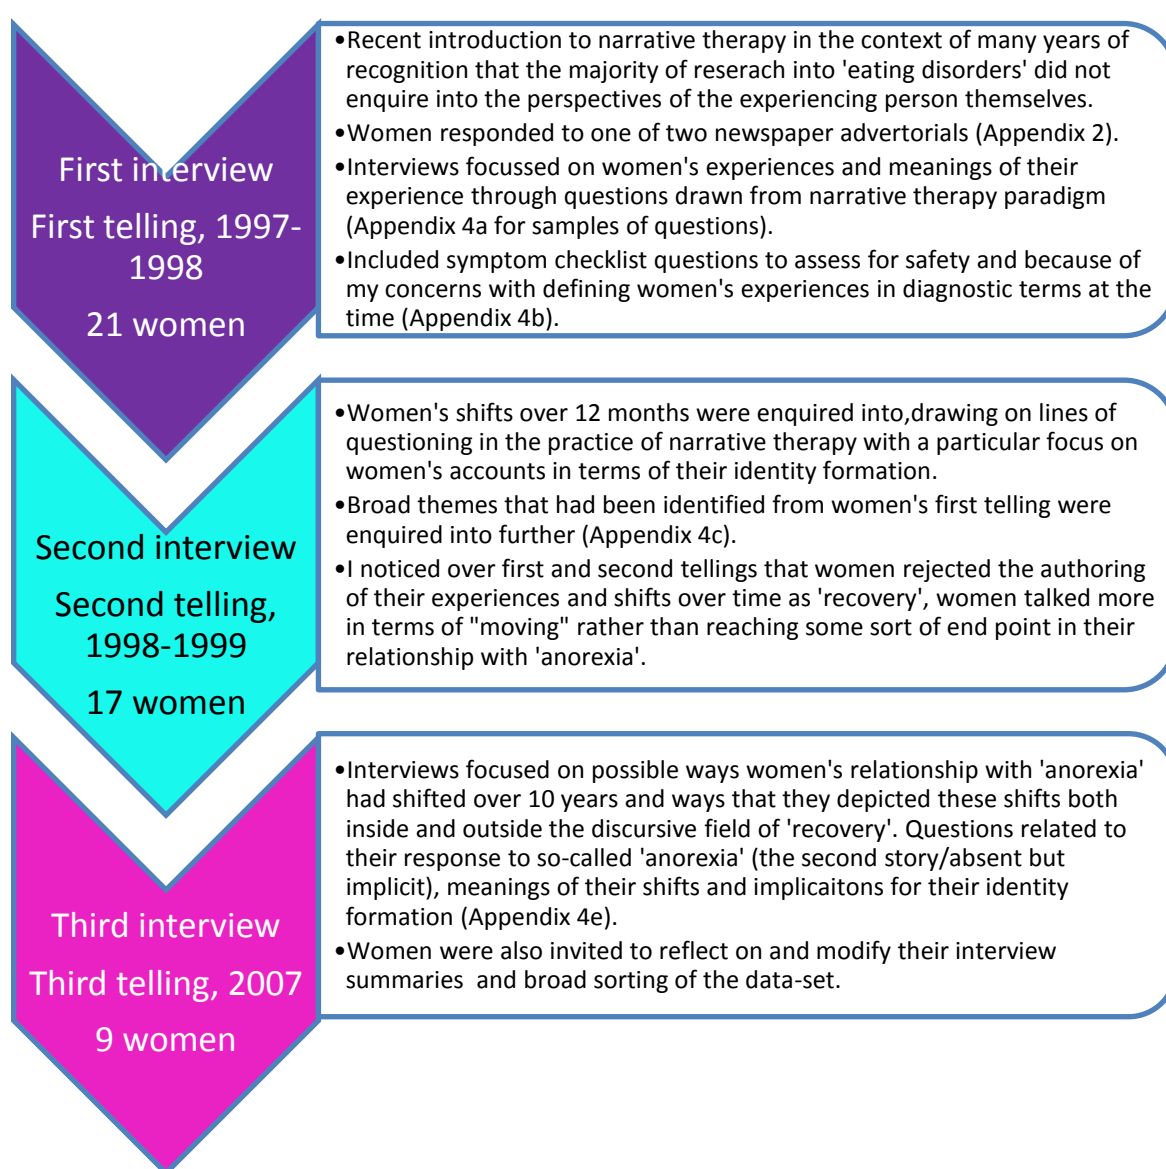 First interview
First telling, 1997-
1998
21 women
•Recent introduction to narrative therapy in the context of many years of
recognition that the majority of reserach into 'eating disorders' did not
enquire into the perspectives of the experiencing person themselves.
•Women responded to one of two newspaper advertorials (Appendix 2).
•Interviews focussed on women's experiences and meanings of their
experience through questions drawn from narrative therapy paradigm
(Appendix 4a for samples of questions).
•Included symptom checklist questions to assess for safety and because of
my concerns with defining women's experiences in diagnostic terms at the
time (Appendix 4b).
Second interview
Second telling,
1998-1999
17 women
•Women's shifts over 12 months were enquired into,drawing on lines of
questioning in the practice of narrative therapy with a particular focus on
women's accounts in terms of their identity formation.
•Broad themes that had been identified from women's first telling were
enquired into further (Appendix 4c).
•I noticed over first and second tellings that women rejected the authoring
of their experiences and shifts over time as 'recovery', women talked more
in terms of "moving" rather than reaching some sort of end point in their
relationship with 'anorexia'.
Third interview
Third telling, 2007
9 women
•Interviews focused on possible ways women's relationship with 'anorexia'
had shifted over 10 years and ways that they depicted these shifts both
inside and outside the discursive field of 'recovery'. Questions related to
their response to so-called 'anorexia' (the second story/absent but
implicit), meanings of their shifts and implicaitons for their identity
formation (Appendix 4e).
•Women were also invited to reflect on and modify their interview
summaries and broad sorting of the data-set.